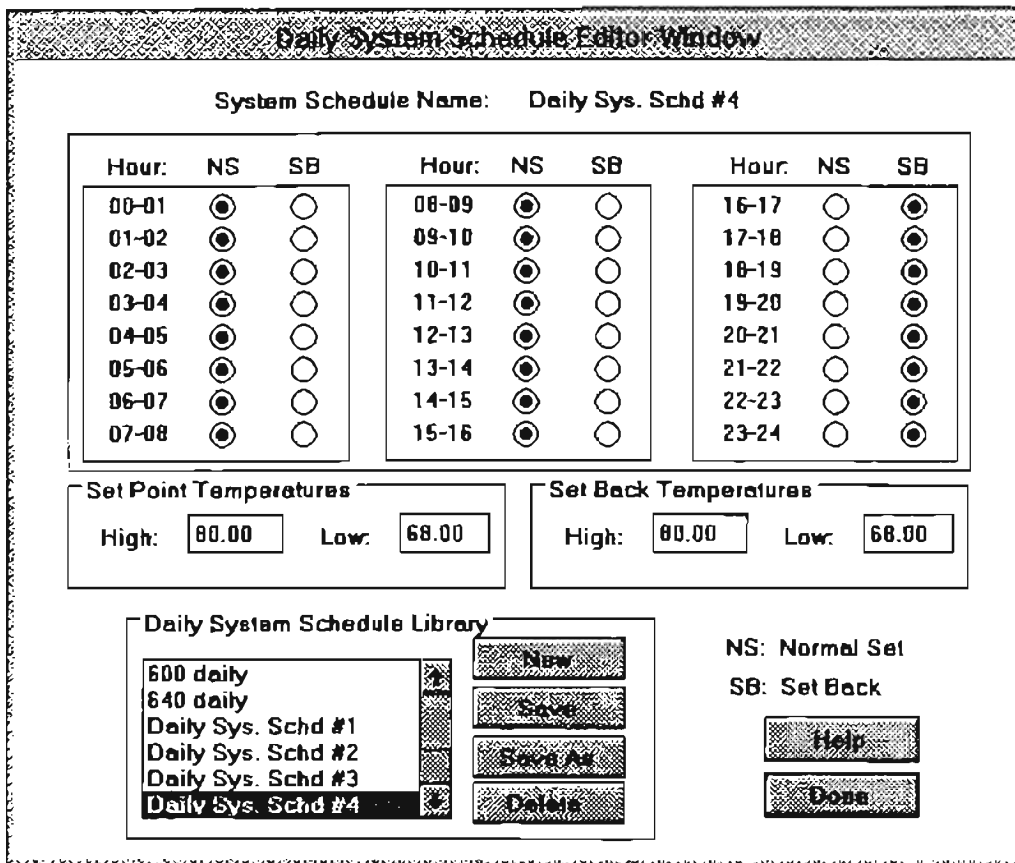 Daily System Schedule Editor Window
System Schedule Name: Daily Sys. Schd #4
Hour: NS SB Hour: NS SB Hour: NS SB
00-01 08-09 16-17
01-02 09-10 17-18
02-03 10-11 18-19
03-04 11-12 19-20
04-05 12-13 20-21
05-06 13-14 21-22
06-07 14-15 22-23
07-08 15-16 23-24
Set Point Temperatures Set Back Temperatures
High: 80.00 Low: 68.00 High: 80.00 Low: 68.00
Daily System Schedule Library
600 daily
640 daily
Daily Sys. Schd #1
Daily Sys. Schd #2
Daily Sys. Schd #3
Daily Sys. Schd #4
New
Save
Save As
Delete
NS: Normal Set
SB: Set Back
Help
Done